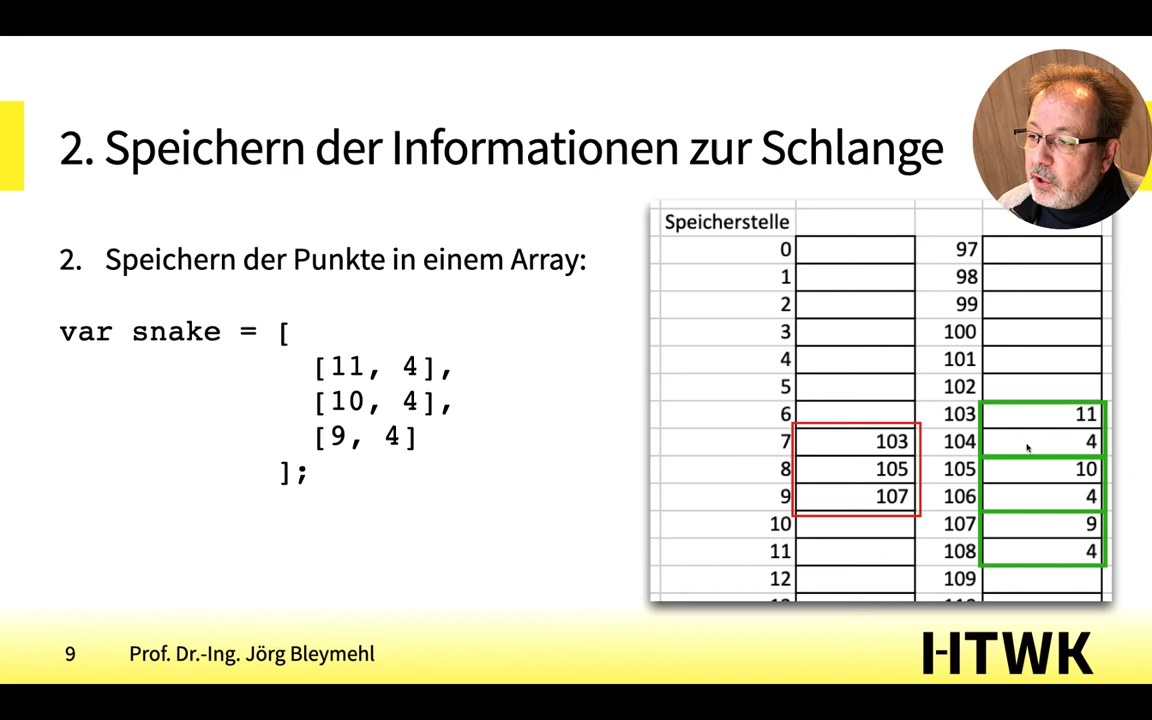 2. Speichern der Informationen zur Schlange
2. Speichern der Punkte in einem Array:
var snake = [
[11, 4],
[10, 4],
[9, 4]
];
Speicherstelle
0 97
1 98
2 99
3 100
4 101
5 102
6 103 11
7 103 104 4
8 105 105 10
9 107 106 4
10 107 9
11 108 4
12 109
9 Prof. Dr.-Ing. Jörg Bleymehl
HTWK